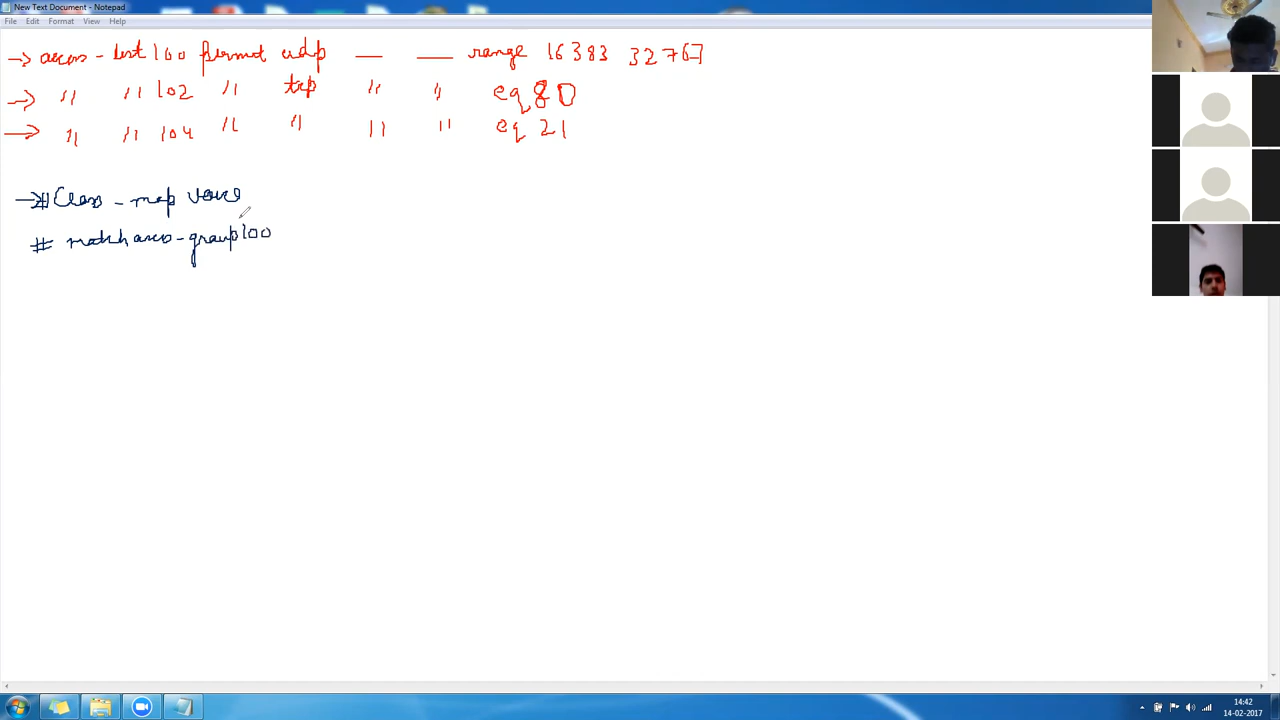 New Text Document - Notepad
File Edit Format View Help
→ access - list 100 permit udp — — range 16383 32767
→ 〃 〃 102 〃 tcp 〃 〃 eq 80
→ 〃 〃 104 〃 〃 〃 〃 eq 21
→ # Class - map voice
# match access - group 100
14:42
14-02-2017